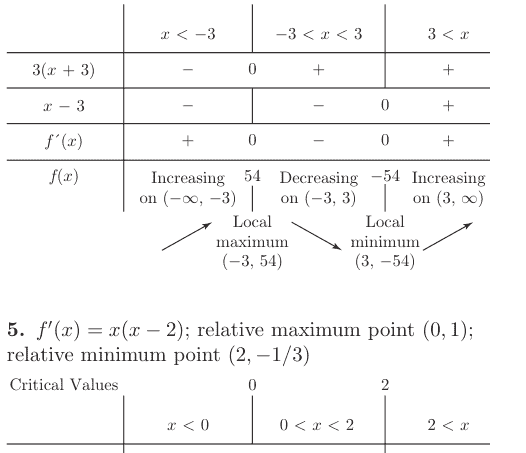 x < −3 −3 < x < 3 3 < x
3(x + 3) − 0 + +
x − 3 − − 0 +
f´(x) + 0 − 0 +
f(x) Increasing 54 Decreasing −54 Increasing
on (−∞, −3) on (−3, 3) on (3, ∞)
Local Local
maximum minimum
(−3, 54) (3, −54)
5. f′(x) = x(x − 2); relative maximum point (0, 1);
relative minimum point (2, −1/3)
Critical Values 0 2
x < 0 0 < x < 2 2 < x